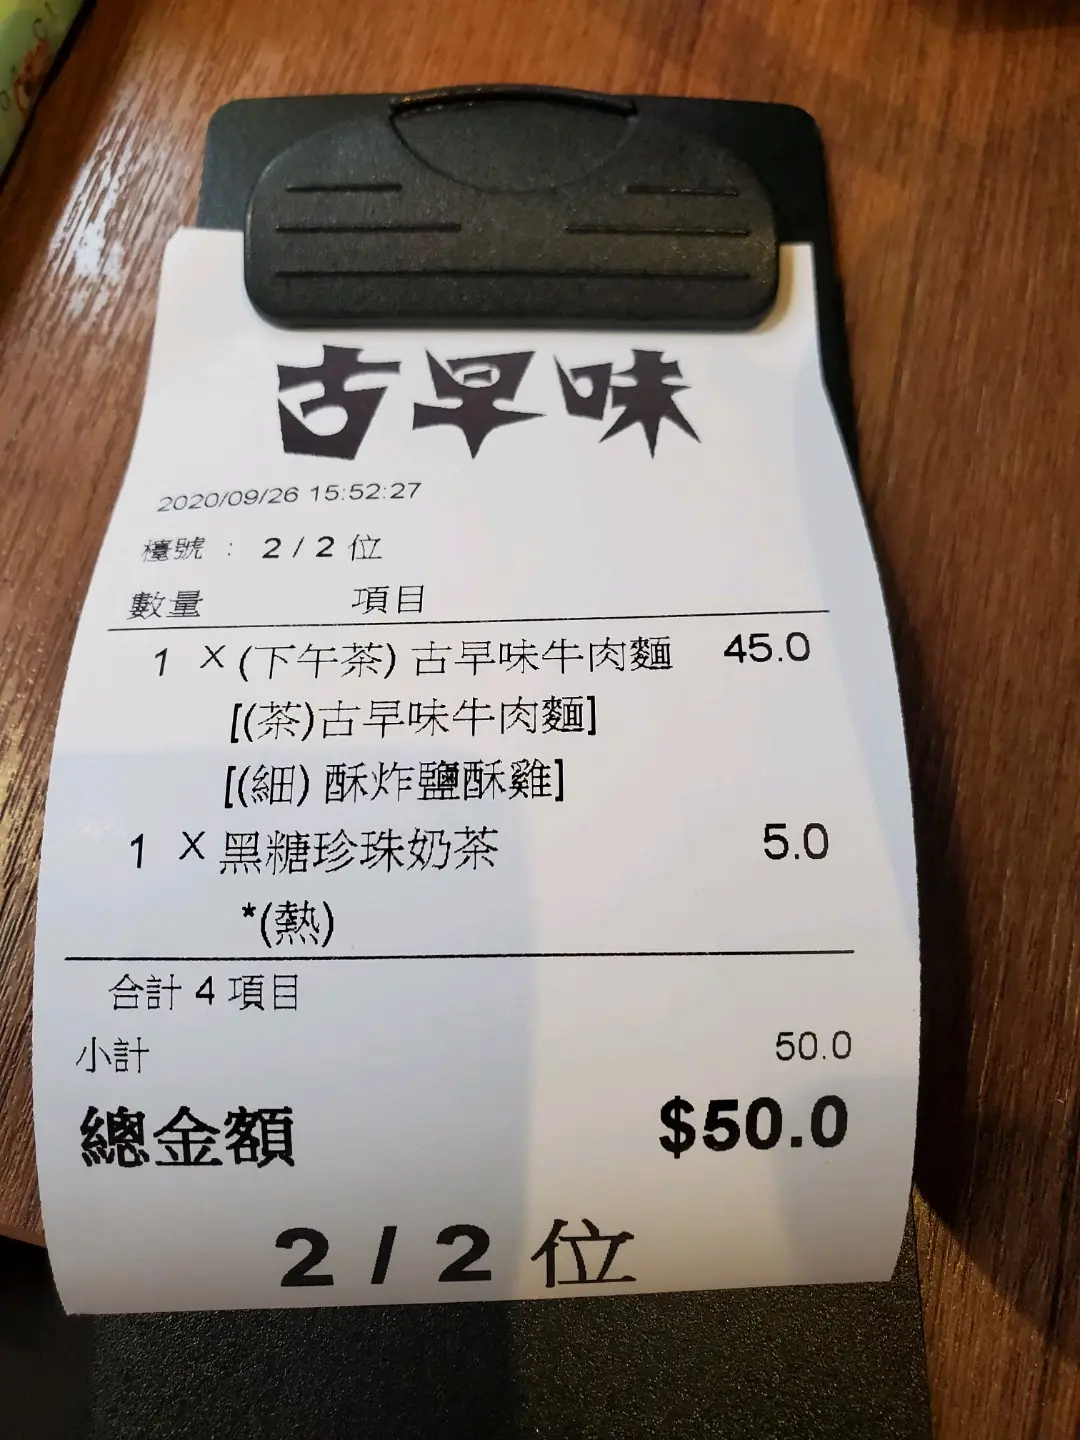 古早味
2020/09/26 15:52:27
檯號 : 2 / 2 位
數量 項目
1 X (下午茶) 古早味牛肉麵 45.0
[(茶)古早味牛肉麵]
[(細) 酥炸鹽酥雞]
1 X 黑糖珍珠奶茶 5.0
*(熱)
合計 4 項目
小計 50.0
總金額 $50.0
2 / 2 位